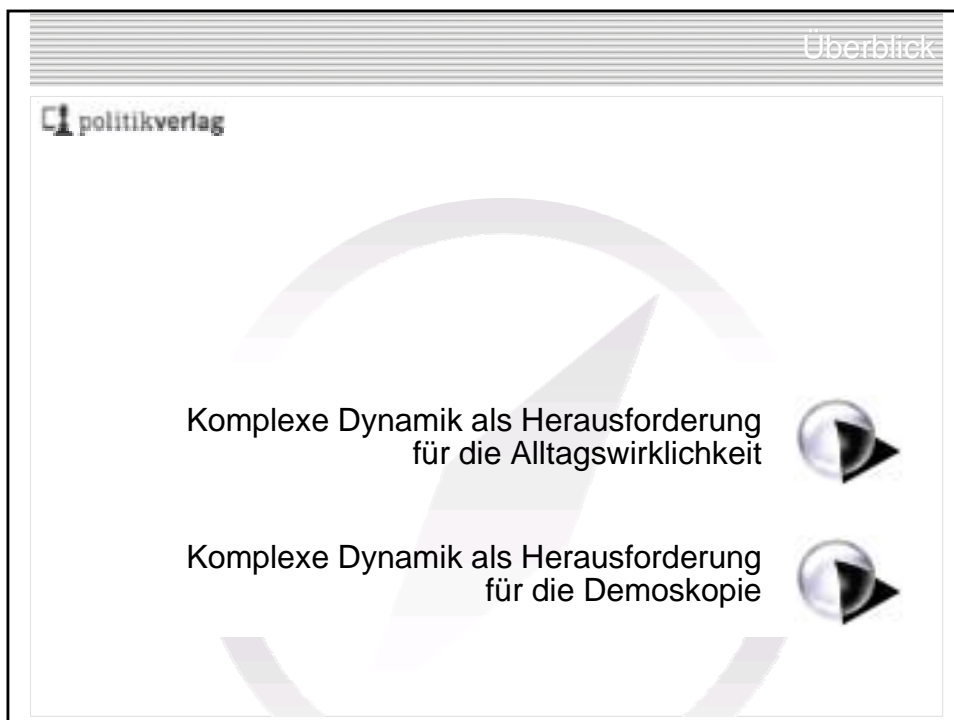 Überblick
politikverlag
Komplexe Dynamik als Herausforderung
für die Alltagswirklichkeit
Komplexe Dynamik als Herausforderung
für die Demoskopie